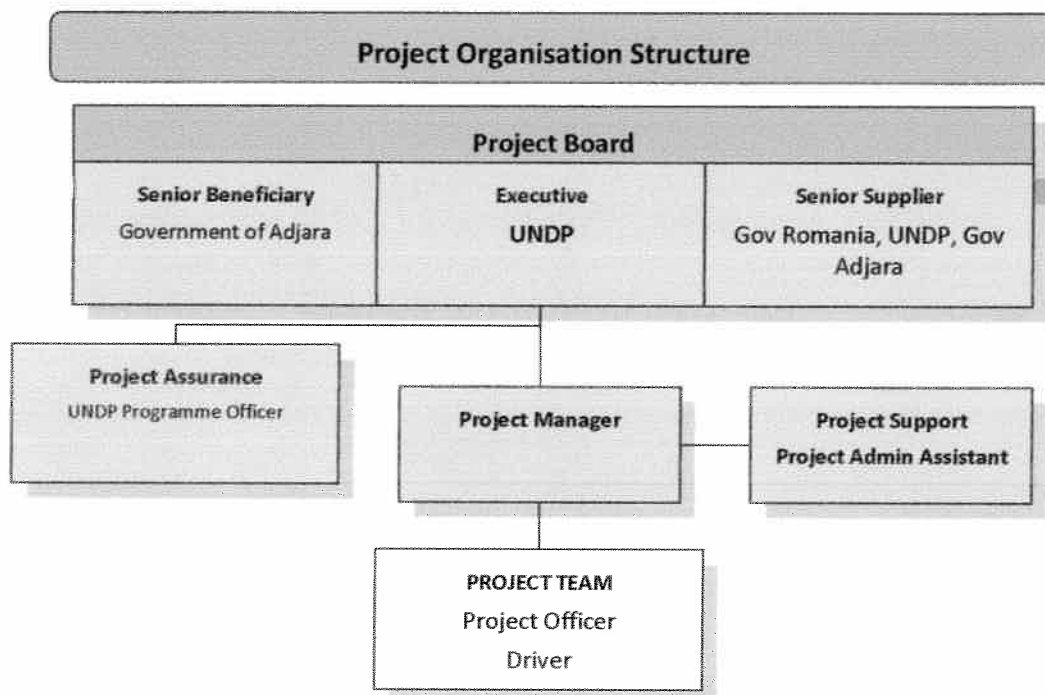 Project Organisation Structure
Project Board
Senior Beneficiary
Government of Adjara
Executive
UNDP
Senior Supplier
Gov Romania, UNDP, Gov
Adjara
Project Assurance
UNDP Programme Officer
Project Manager
Project Support
Project Admin Assistant
PROJECT TEAM
Project Officer
Driver